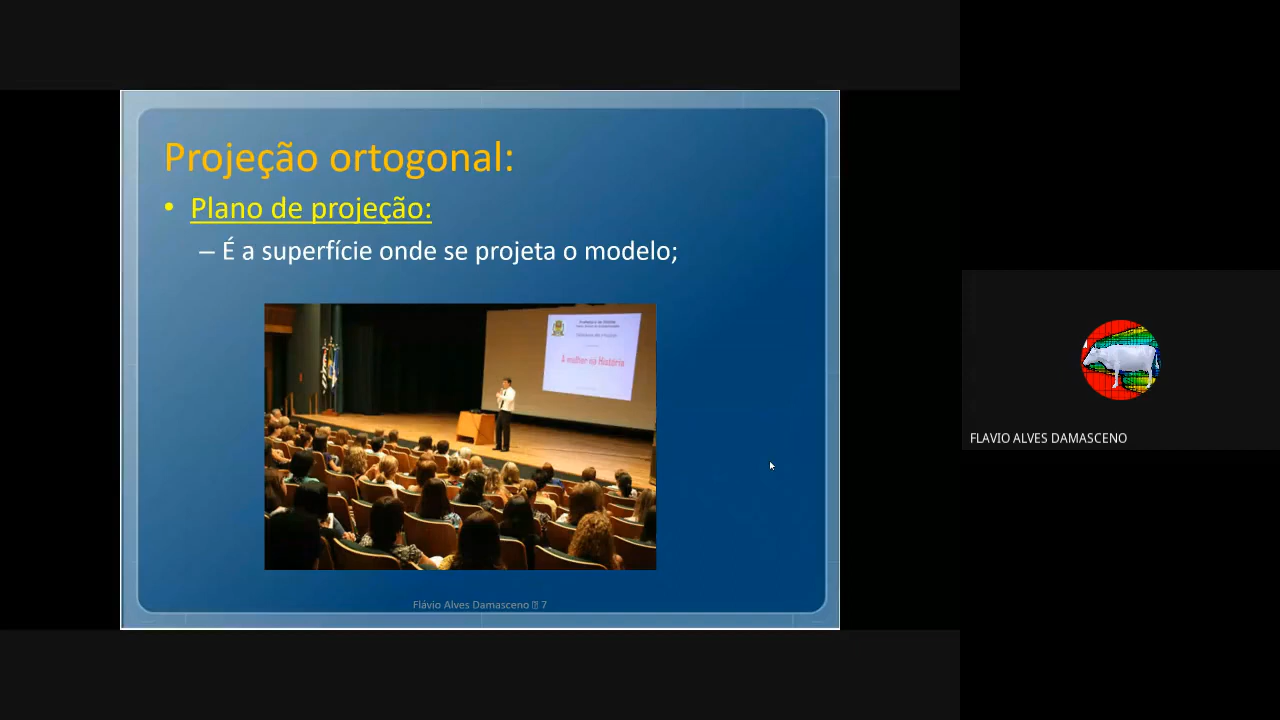 Projeção ortogonal:
• Plano de projeção:
– É a superfície onde se projeta o modelo;
A mulher na História
Flávio Alves Damasceno 7
FLAVIO ALVES DAMASCENO